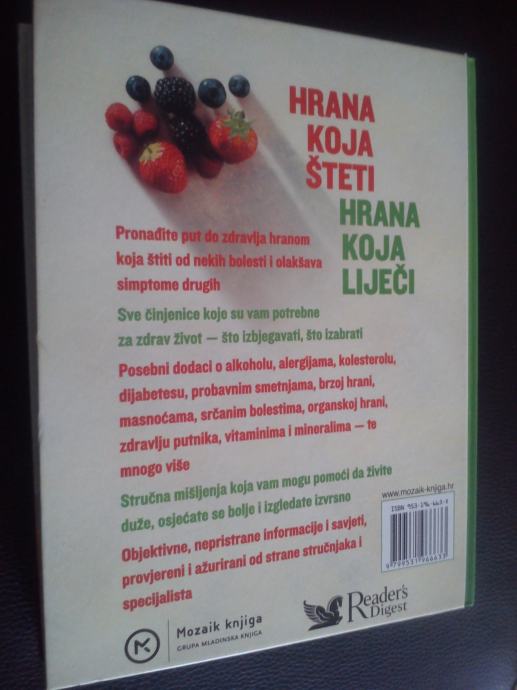 HRANA
KOJA
ŠTETI
HRANA
KOJA
LIJEČI
Pronađite put do zdravlja hranom
koja štiti od nekih bolesti i olakšava
simptome drugih
Sve činjenice koje su vam potrebne
za zdrav život — što izbjegavati, što izabrati
Posebni dodaci o alkoholu, alergijama, kolesterolu,
dijabetesu, probavnim smetnjama, brzoj hrani,
masnoćama, srčanim bolestima, organskoj hrani,
zdravlju putnika, vitaminima i mineralima — te
mnogo više
Stručna mišljenja koja vam mogu pomoći da živite
duže, osjećate se bolje i izgledate izvrsno
Objektivne, nepristrane informacije i savjeti,
provjereni i ažurirani od strane stručnjaka i
specijalista
www.mozaik-knjiga.hr
Mozaik knjiga
GRUPA MLADINSKA KNJIGA
Reader's
Digest